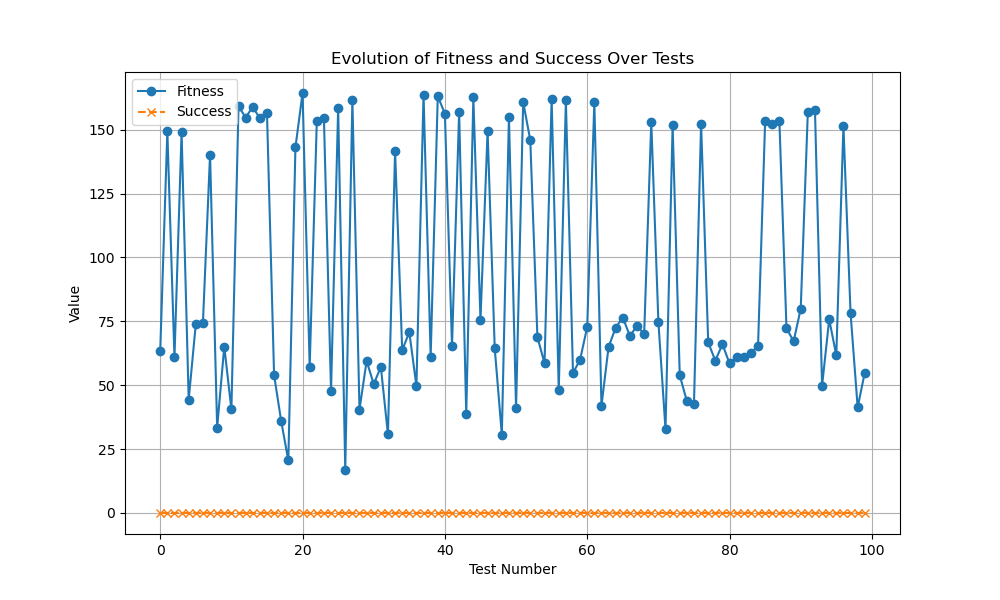 Evolution of Fitness and Success Over Tests
Fitness
Success
Value
150
125
100
75
50
25
0
0 20 40 60 80 100
Test Number